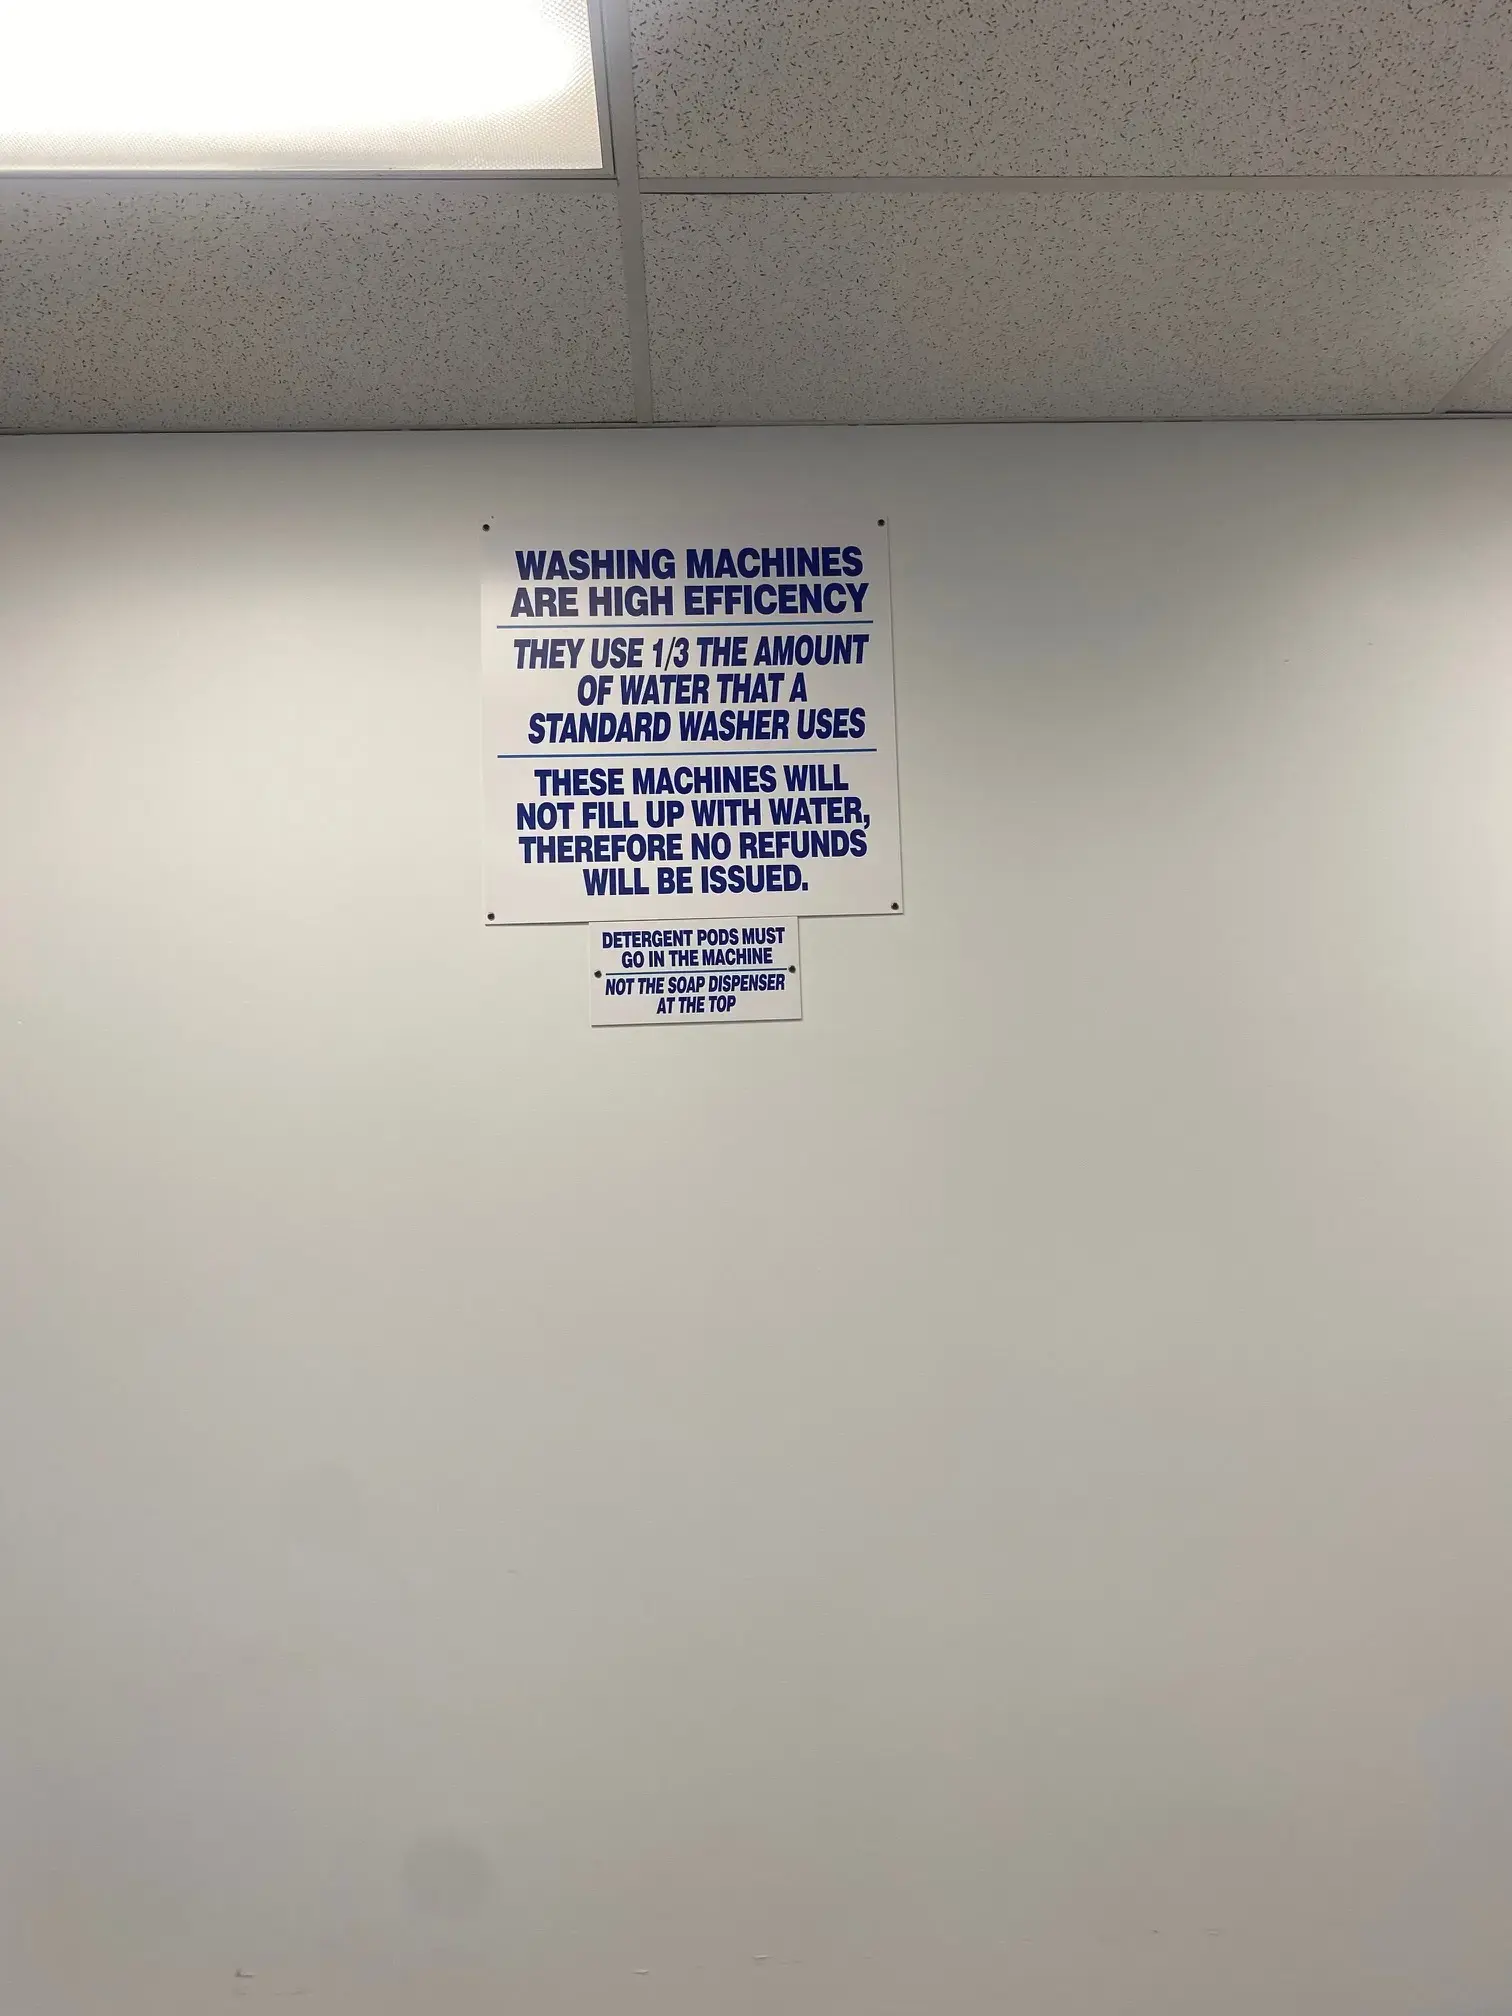 WASHING MACHINES
ARE HIGH EFFICENCY
THEY USE 1/3 THE AMOUNT
OF WATER THAT A
STANDARD WASHER USES
THESE MACHINES WILL
NOT FILL UP WITH WATER,
THEREFORE NO REFUNDS
WILL BE ISSUED.
DETERGENT PODS MUST
GO IN THE MACHINE
NOT THE SOAP DISPENSER
AT THE TOP